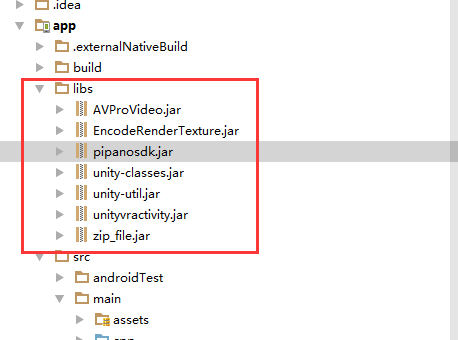 .idea
app
.externalNativeBuild
build
libs
AVProVideo.jar
EncodeRenderTexture.jar
pipanosdk.jar
unity-classes.jar
unity-util.jar
unityvractivity.jar
zip_file.jar
src
androidTest
main
assets